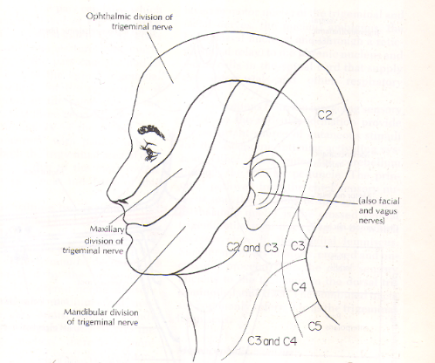 Ophthalmic division of
trigeminal nerve
C2
(also facial
and vagus
nerves)
Maxillary
division of
trigeminal nerve
C2 and C3
C3
C4
Mandibular division
of trigeminal nerve
C5
C3 and C4